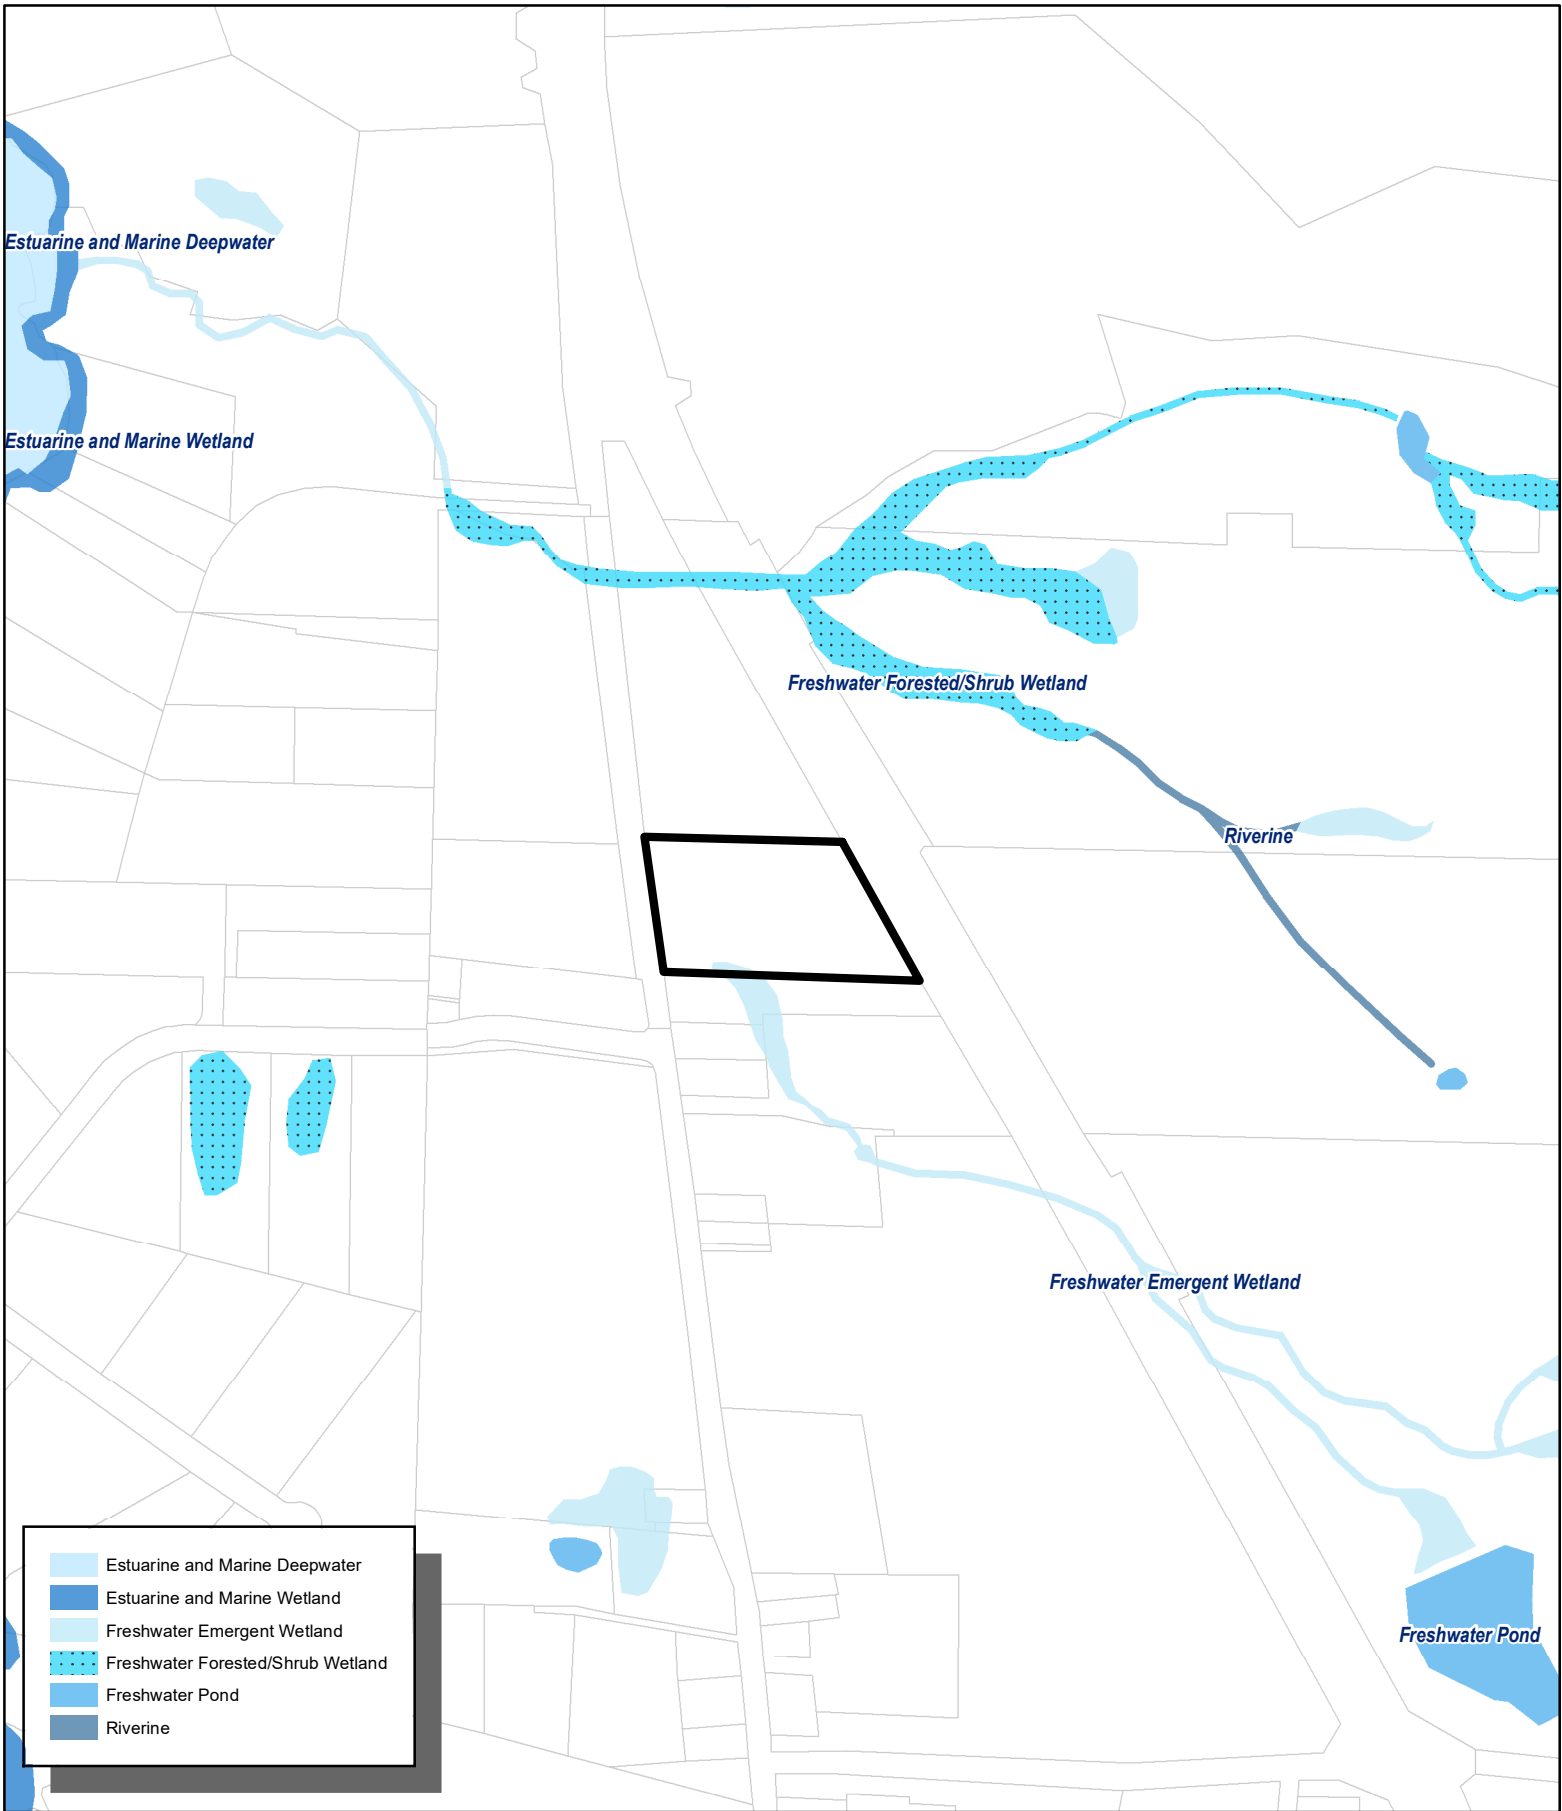 Estuarine and Marine Deepwater
Estuarine and Marine Wetland
Freshwater Forested/Shrub Wetland
Riverine
Freshwater Emergent Wetland
Freshwater Pond
Estuarine and Marine Deepwater
Estuarine and Marine Wetland
Freshwater Emergent Wetland
Freshwater Forested/Shrub Wetland
Freshwater Pond
Riverine